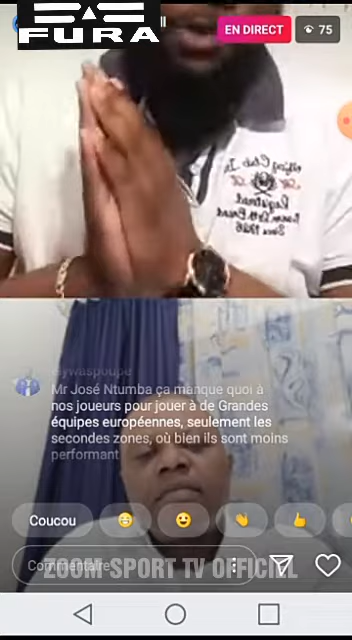 FURA
EN DIRECT
75
lywaspoupe
Mr José Ntumba ça manque quoi à
nos joueurs pour jouer à de Grandes
équipes européennes, seulement les
secondes zones, où bien ils sont moins
performant
Coucou
Commentaire
ZOOM SPORT TV OFFICIEL